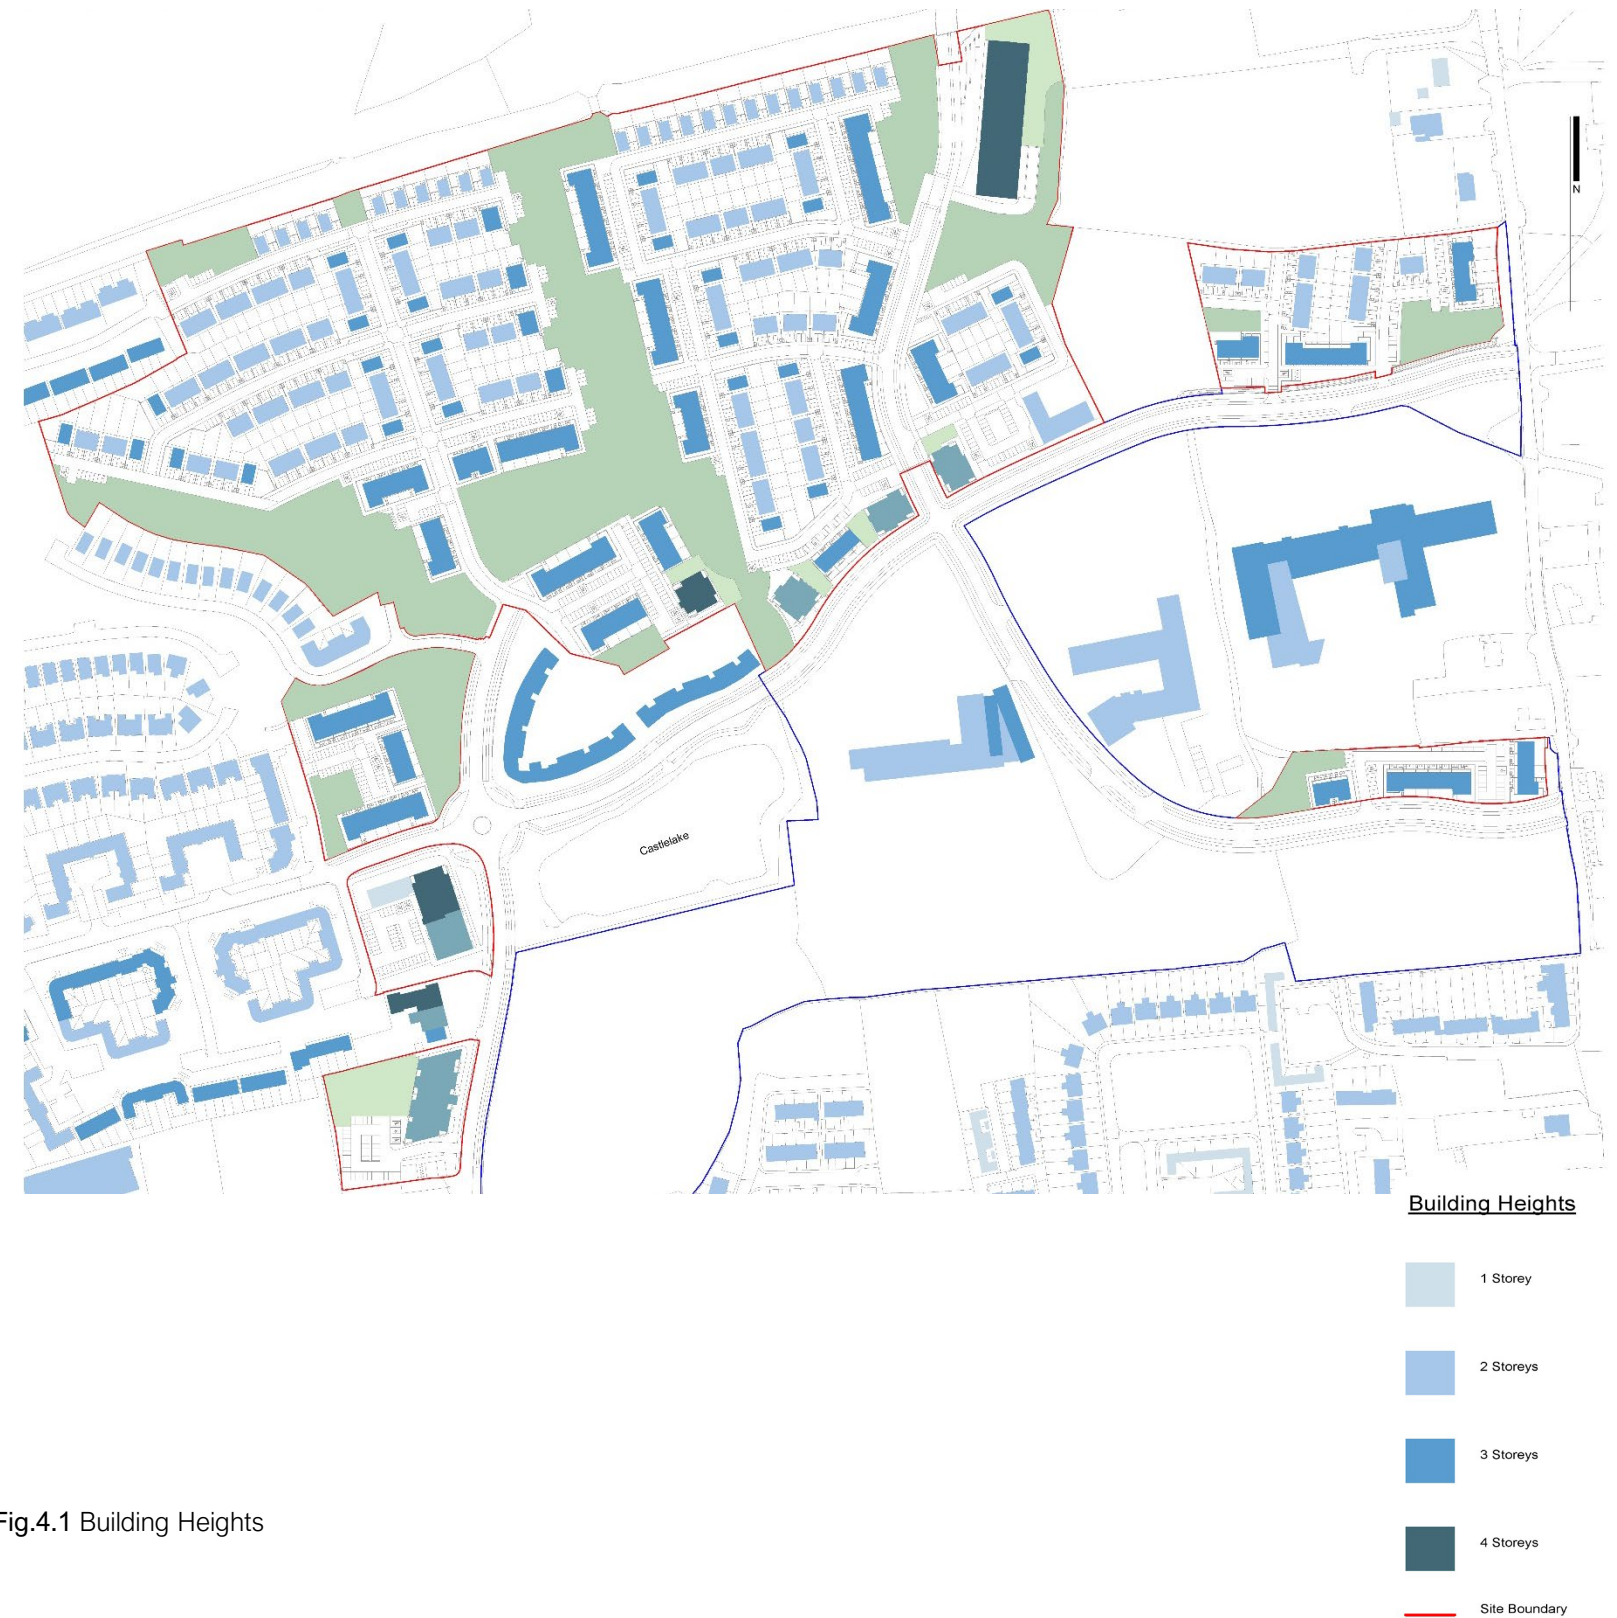 N
Castlelake
Building Heights
1 Storey
2 Storeys
3 Storeys
Fig.4.1 Building Heights
4 Storeys
Site Boundary